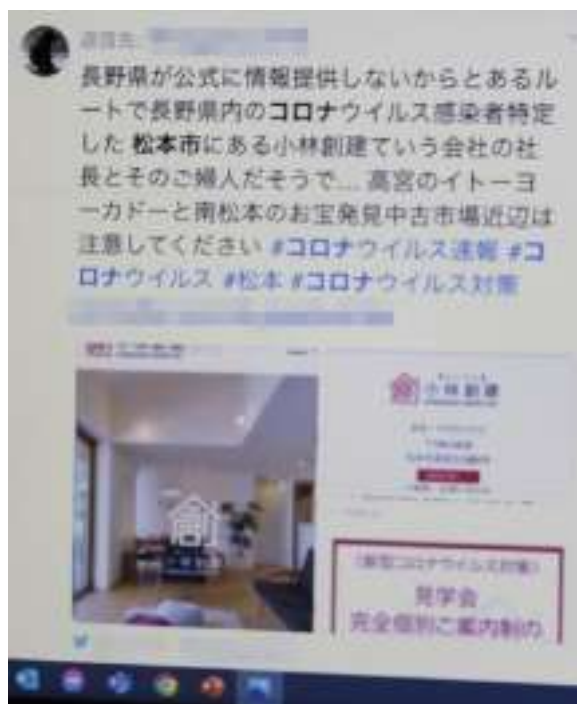 返信先:
長野県が公式に情報提供しないからとあるル
ートで長野県内のコロナウイルス感染者特定
した 松本市にある小林創建ていう会社の社
長とそのご婦人だそうで... 高宮のイトーヨ
ーカドーと南松本のお宝発見中古市場近辺は
注意してください #コロナウイルス速報 #コ
ロナウイルス #松本 #コロナウイルス対策
小林創建
《新型コロナウイルス対策》
見学会
完全個別ご案内制の